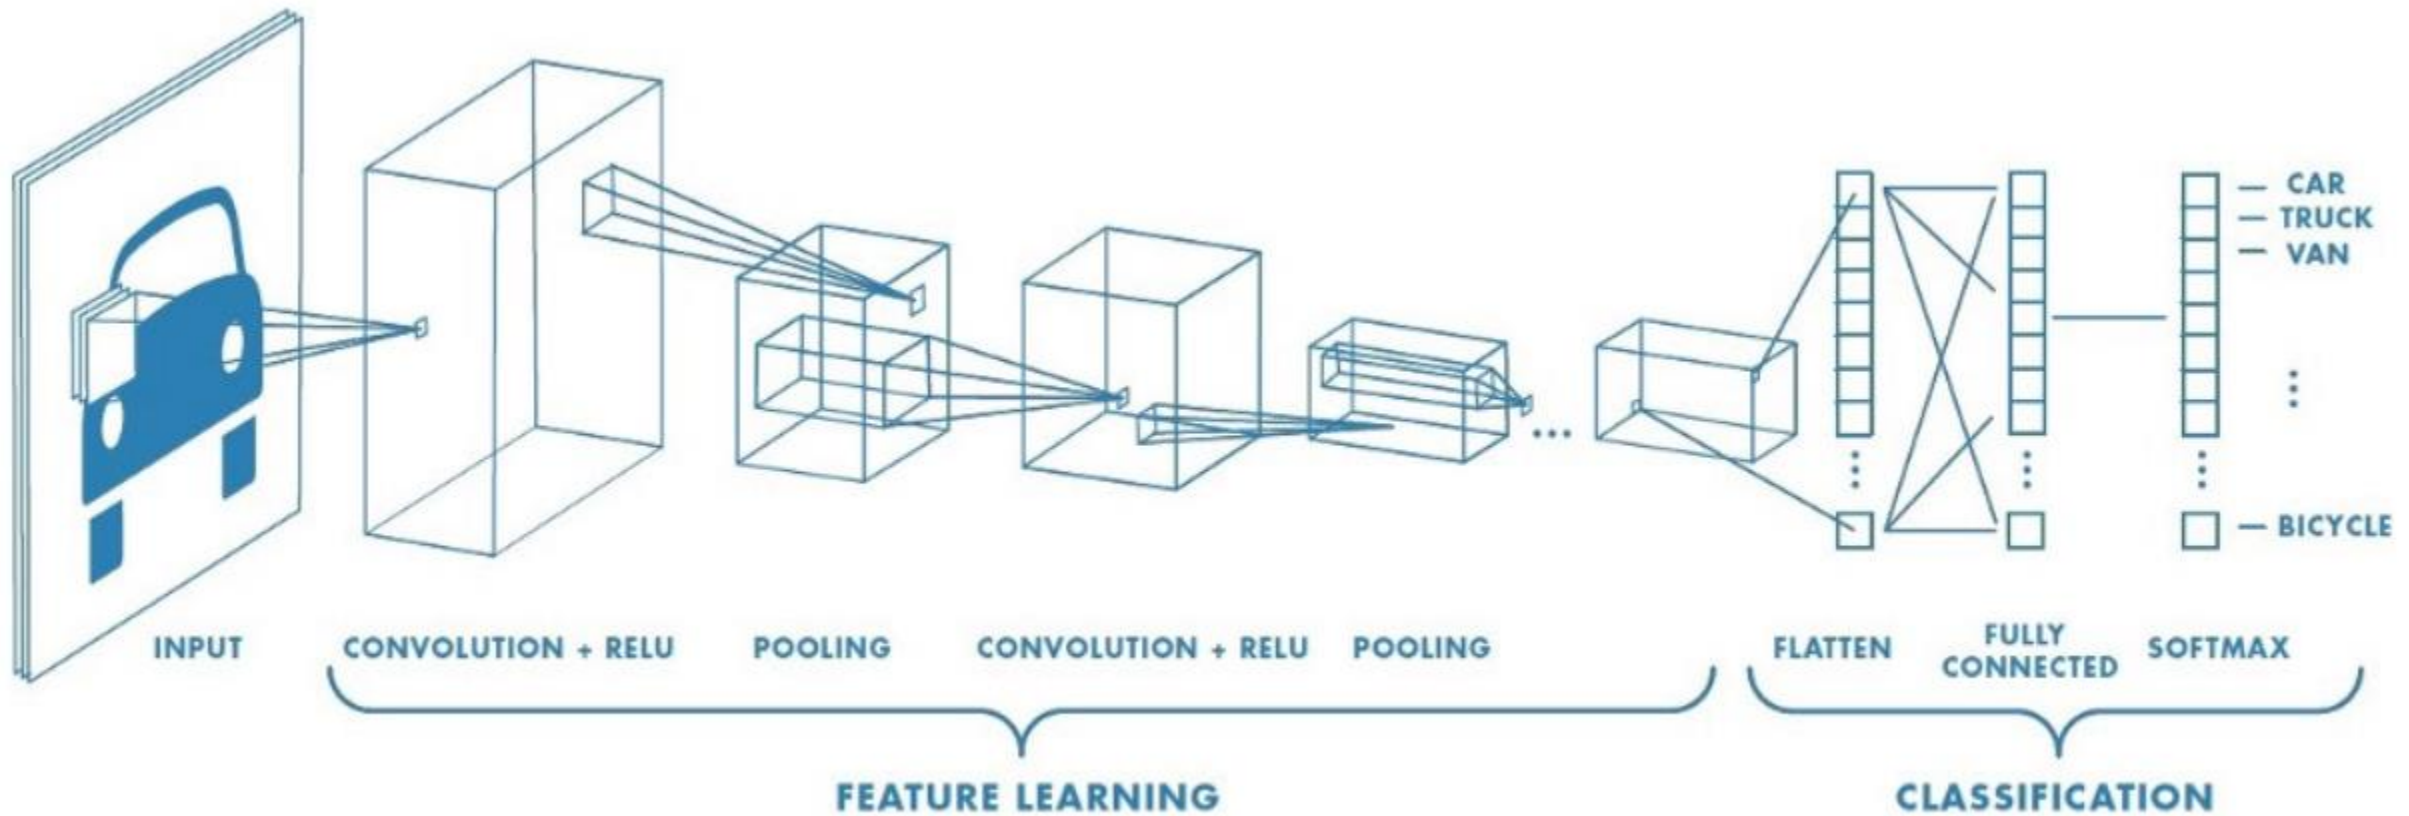 CAR
TRUCK
VAN
BICYCLE
INPUT
CONVOLUTION + RELU
POOLING
CONVOLUTION + RELU
POOLING
FLATTEN
FULLY
CONNECTED
SOFTMAX
FEATURE LEARNING
CLASSIFICATION